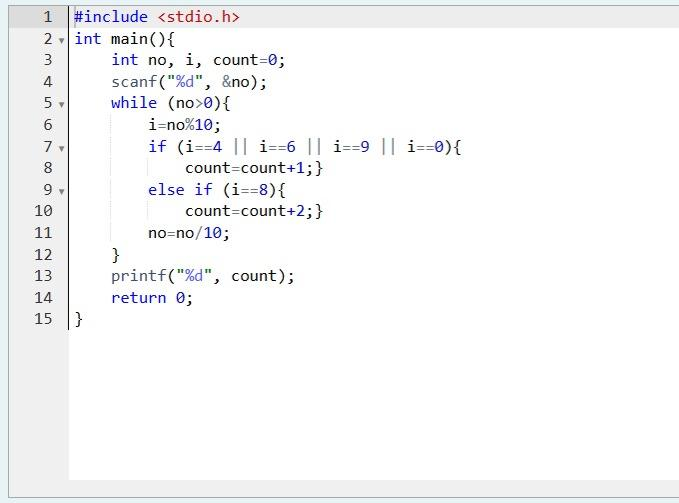 1 #include <stdio.h>
2 int main(){
3     int no, i, count=0;
4     scanf("%d", &no);
5     while (no>0){
6         i=no%10;
7         if (i==4 || i==6 || i==9 || i==0){
8             count=count+1;}
9         else if (i==8){
10             count=count+2;}
11         no=no/10;
12     }
13     printf("%d", count);
14     return 0;
15 }